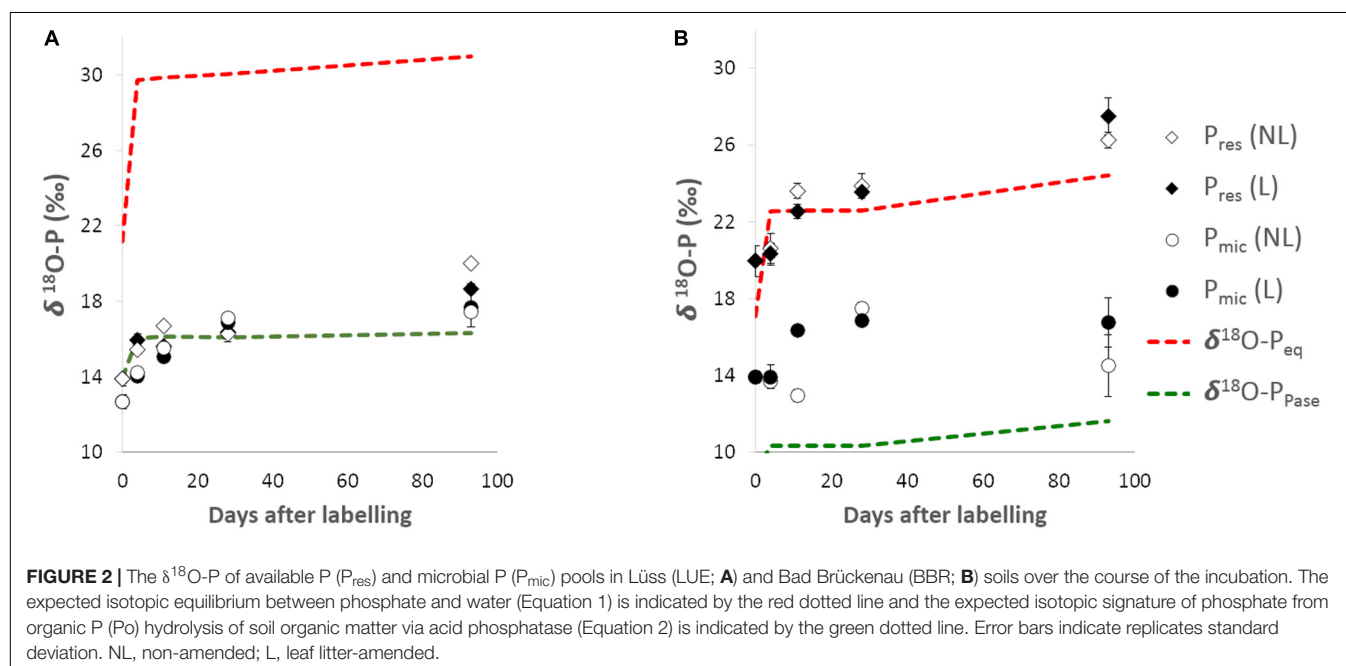 A
B
δ18O-P (‰)
30
26
22
18
14
10
0 20 40 60 80 100
Days after labelling
δ18O-P (‰)
30
26
22
18
14
10
0 20 40 60 80 100
Days after labelling
Pres (NL)
Pres (L)
Pmic (NL)
Pmic (L)
δ18O-Peq
δ18O-PPase
FIGURE 2 | The δ18O-P of available P (Pres) and microbial P (Pmic) pools in Lüss (LUE; A) and Bad Brückenau (BBR; B) soils over the course of the incubation. The
expected isotopic equilibrium between phosphate and water (Equation 1) is indicated by the red dotted line and the expected isotopic signature of phosphate from
organic P (Po) hydrolysis of soil organic matter via acid phosphatase (Equation 2) is indicated by the green dotted line. Error bars indicate replicates standard
deviation. NL, non-amended; L, leaf litter-amended.